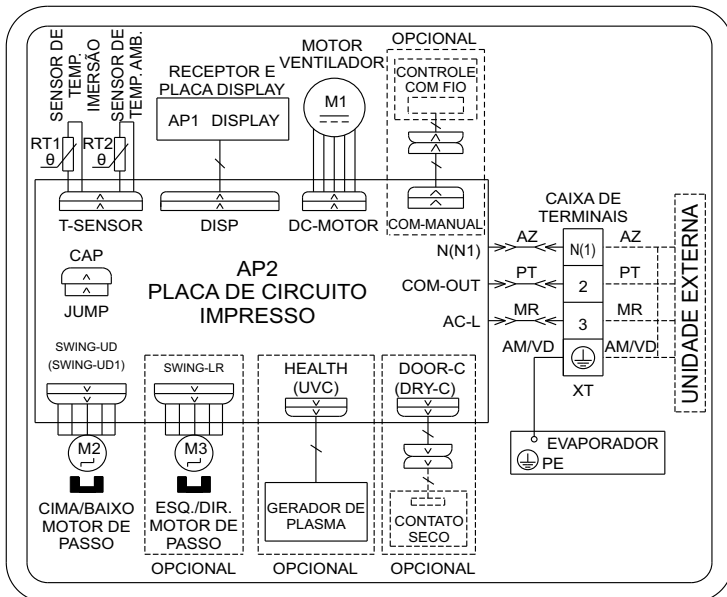 SENSOR DE
TEMP.
IMERSÃO
SENSOR DE
TEMP. AMB.
RT1
θ
RT2
θ
T-SENSOR
RECEPTOR E
PLACA DISPLAY
AP1 DISPLAY
DISP
MOTOR
VENTILADOR
M1
DC-MOTOR
OPCIONAL
CONTROLE
COM FIO
COM-MANUAL
CAP
JUMP
AP2
PLACA DE CIRCUITO
IMPRESSO
N(N1)
COM-OUT
AC-L
AZ
PT
MR
AM/VD
CAIXA DE
TERMINAIS
N(1)
2
3
XT
AZ
PT
MR
AM/VD
UNIDADE EXTERNA
EVAPORADOR
PE
SWING-UD
(SWING-UD1)
M2
CIMA/BAIXO
MOTOR DE
PASSO
SWING-LR
M3
ESQ./DIR.
MOTOR DE
PASSO
OPCIONAL
HEALTH
(UVC)
GERADOR DE
PLASMA
OPCIONAL
DOOR-C
(DRY-C)
CONTATO
SECO
OPCIONAL